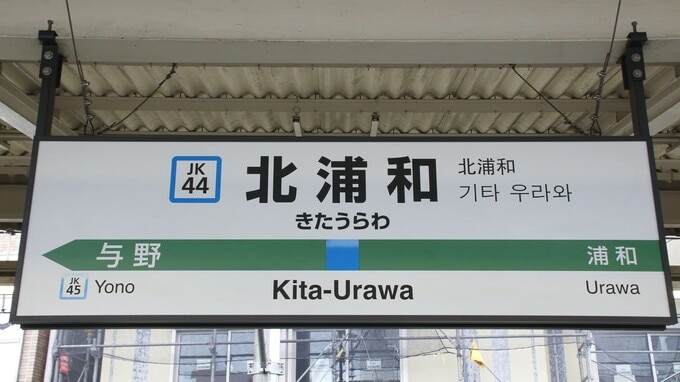 JK
44
北浦和
きたうらわ
北浦和
기타 우라와
与野
浦和
JK
45
Yono
Kita-Urawa
Urawa